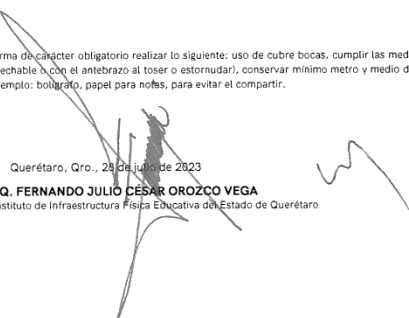 rma de carácter obligatorio realizar lo siguiente: uso de cubre bocas, cumplir las med
echable o con el antebrazo al toser o estornudar), conservar mínimo metro y medio d
emplo: bolígrafo, papel para notas, para evitar el compartir.
Querétaro, Qro., 28 de julio de 2023
Q. FERNANDO JULIO CÉSAR OROZCO VEGA
nstituto de Infraestructura Física Educativa del Estado de Querétaro